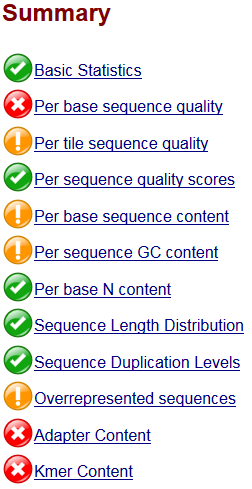 Summary
Basic Statistics
Per base sequence quality
Per tile sequence quality
Per sequence quality scores
Per base sequence content
Per sequence GC content
Per base N content
Sequence Length Distribution
Sequence Duplication Levels
Overrepresented sequences
Adapter Content
Kmer Content